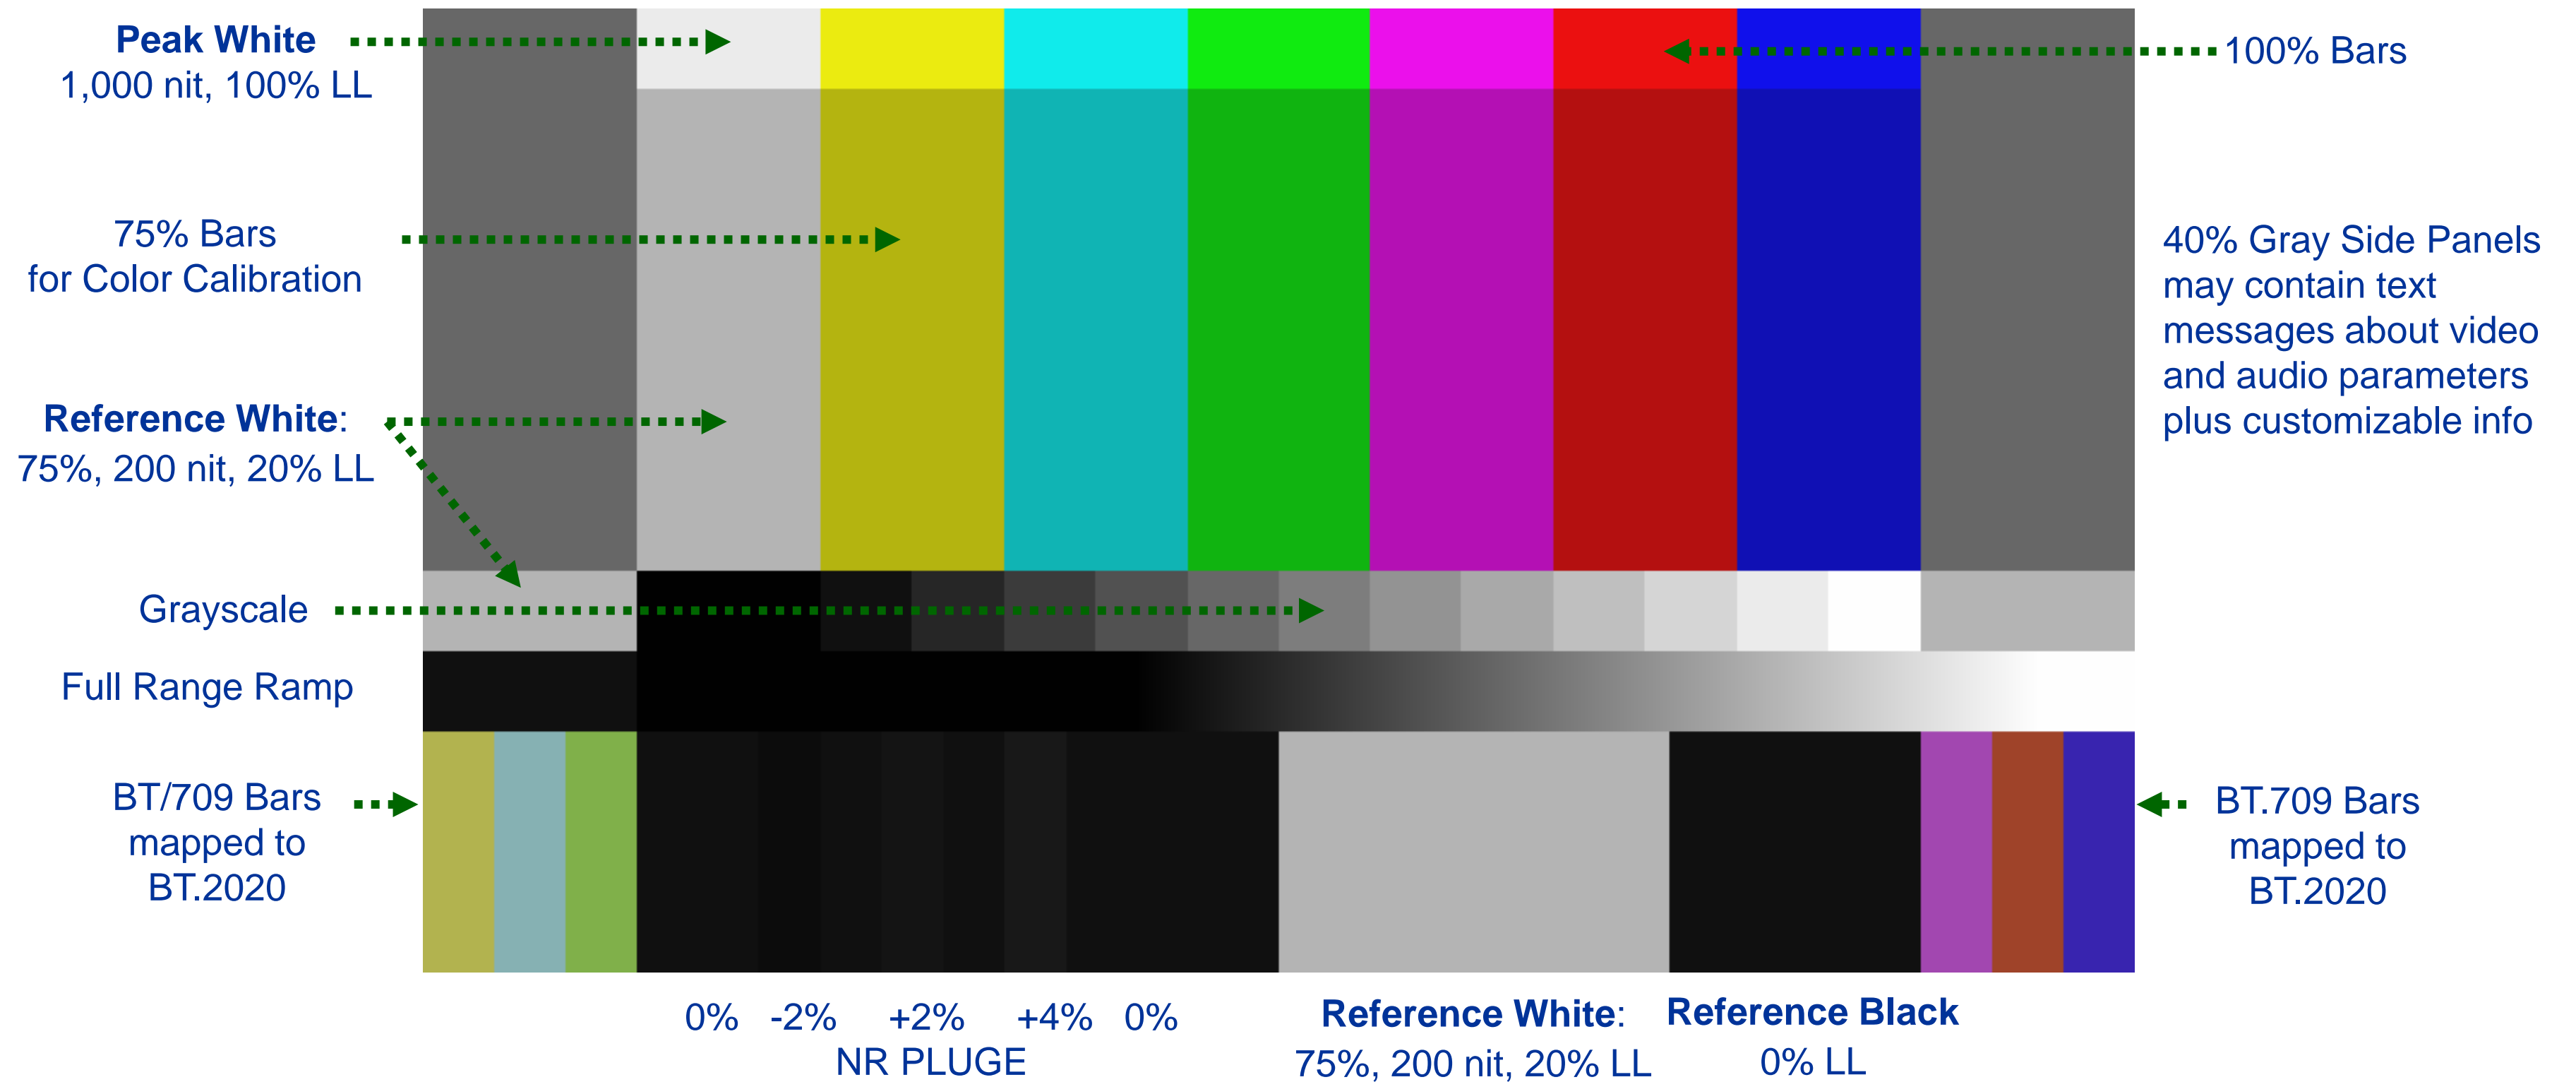 Peak White
1,000 nit, 100% LL
100% Bars
75% Bars
for Color Calibration
40% Gray Side Panels
may contain text
messages about video
and audio parameters
plus customizable info
Reference White:
75%, 200 nit, 20% LL
Grayscale
Full Range Ramp
BT/709 Bars
mapped to
BT.2020
BT.709 Bars
mapped to
BT.2020
0% -2% +2% +4% 0%
NR PLUGE
Reference White:
75%, 200 nit, 20% LL
Reference Black
0% LL